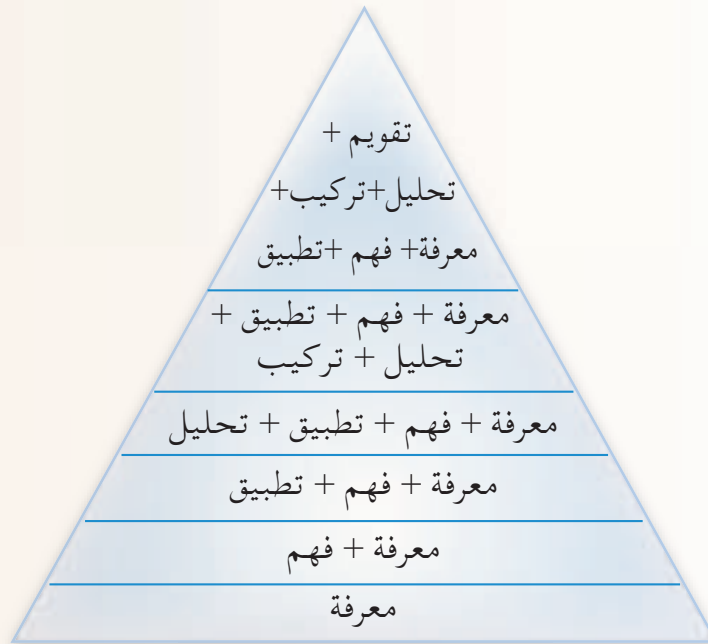 تقويم +
تحليل+تركيب+
معرفة+ فهم +تطبيق
معرفة + فهم + تطبيق +
تحليل + تركيب
معرفة + فهم + تطبيق + تحليل
معرفة + فهم + تطبيق
معرفة + فهم
معرفة